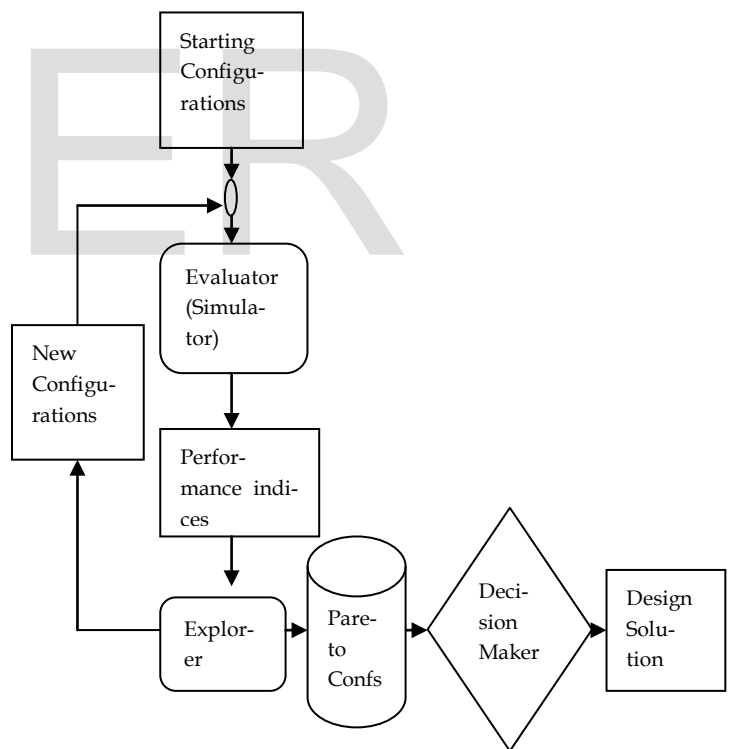 ER
Starting
Configu-
rations
Evaluator
(Simula-
tor)
New
Configu-
rations
Perfor-
mance indi-
ces
Explor-
er
Pare-
to
Confs
Deci-
sion
Maker
Design
Solu-
tion